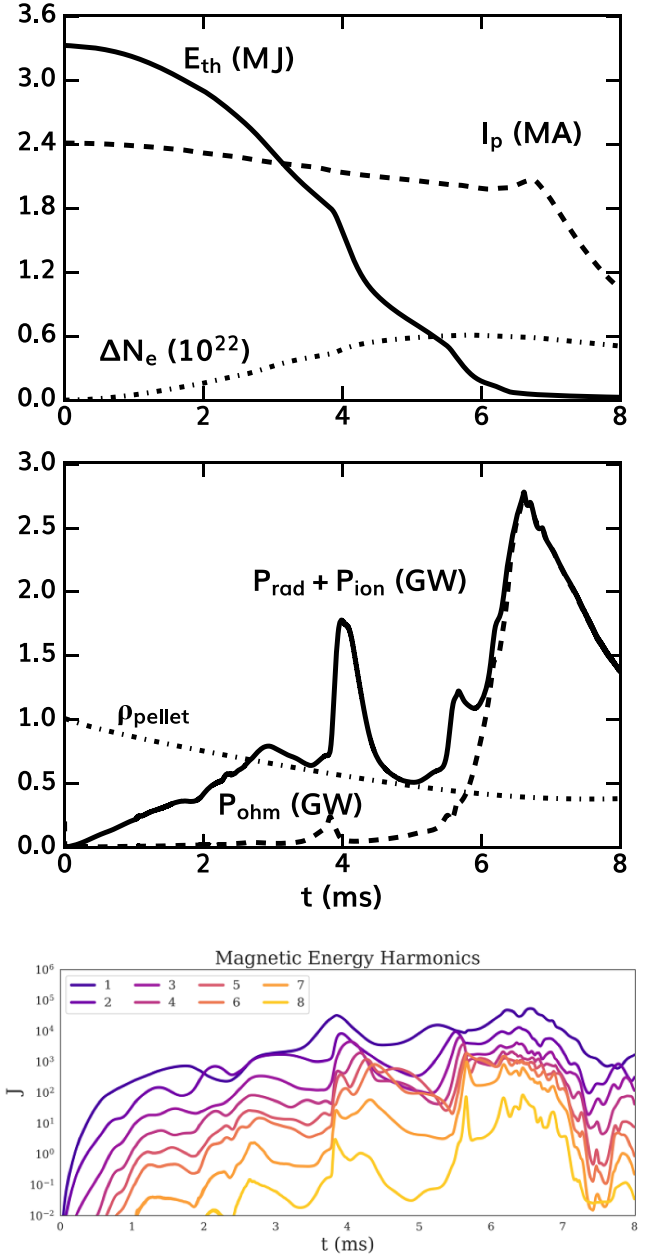 3.6
E_th (MJ)
3.0
2.4
I_p (MA)
1.8
1.2
0.6
ΔN_e (10^22)
0.0
0 2 4 6 8
3.0
2.5
2.0
P_rad + P_ion (GW)
1.5
1.0
ρ_pellet
0.5
P_ohm (GW)
0.0
0 2 4 6 8
t (ms)
Magnetic Energy Harmonics
10^6
1 3 5 7
2 4 6 8
10^5
10^4
10^3
J
10^2
10^1
10^0
10^-1
10^-2
0 1 2 3 4 5 6 7 8
t (ms)